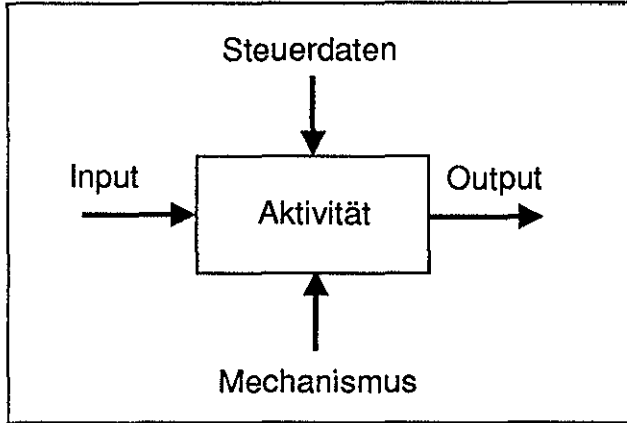 Steuerdaten
Input
Aktivität
Output
Mechanismus